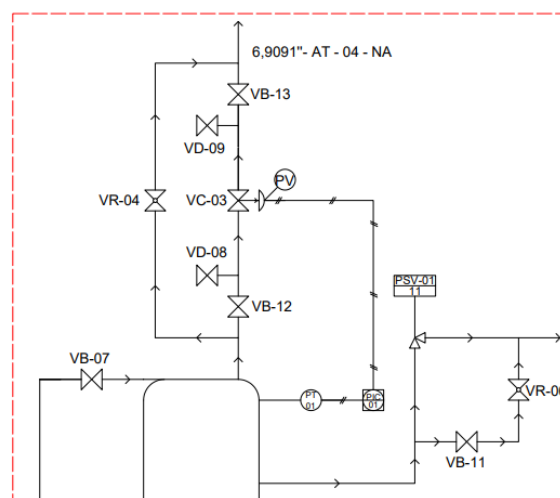 6,9091"- AT - 04 - NA
VB-13
VD-09
PV
VR-04
VC-03
VD-08
PSV-01
11
VB-12
VB-07
PT
01
PIC
01
VB-11